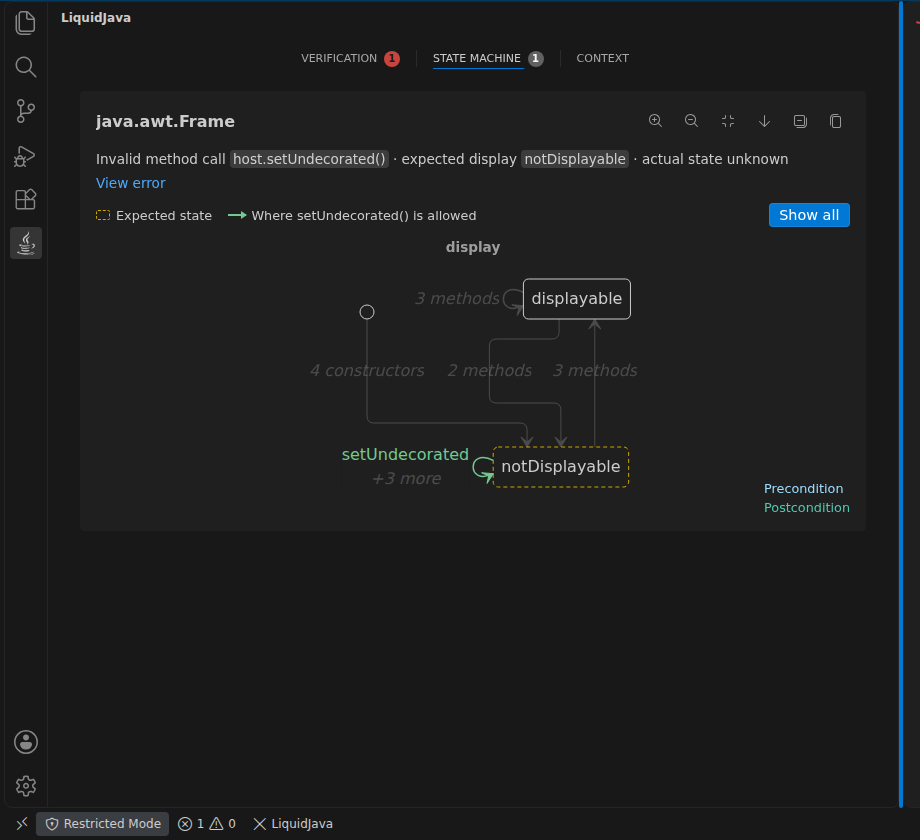 LiquidJava
VERIFICATION 1 STATE MACHINE 1 CONTEXT
java.awt.Frame
Invalid method call host.setUndecorated() · expected display notDisplayable · actual state unknown
View error
Expected state Where setUndecorated() is allowed Show all
display
3 methods displayable
4 constructors 2 methods 3 methods
setUndecorated
notDisplayable
+3 more
Precondition
Postcondition
Restricted Mode 1 0 LiquidJava